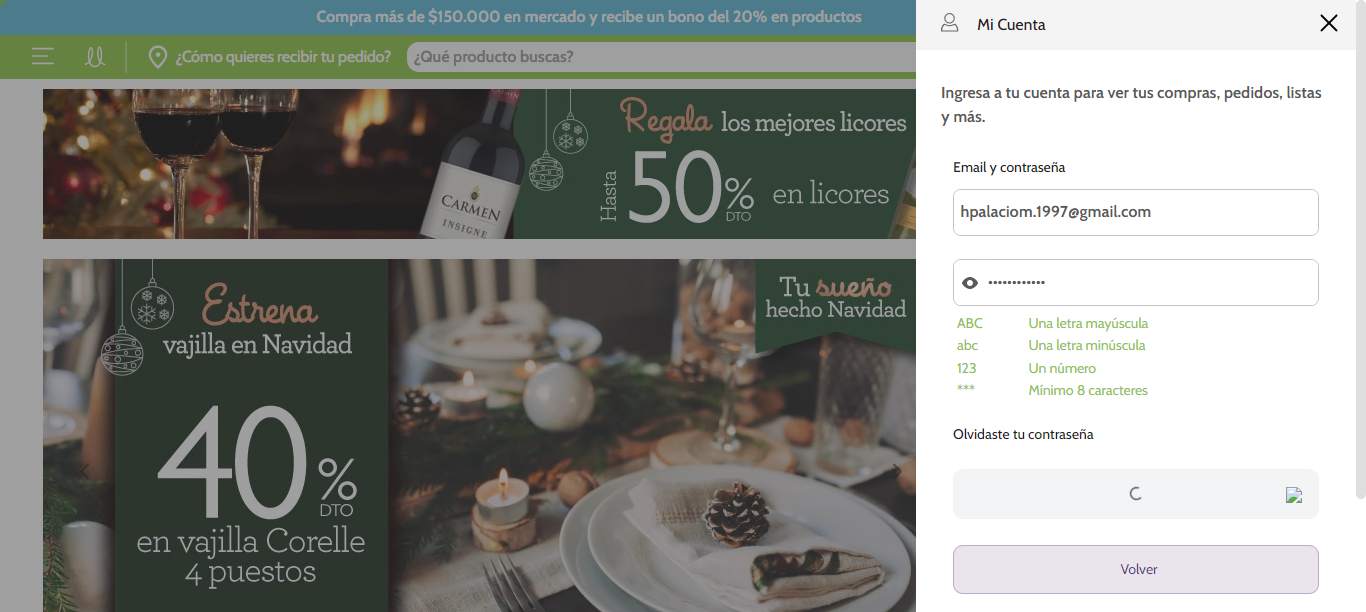 Compra más de $150.000 en mercado y recibe un bono del 20% en productos
¿Cómo quieres recibir tu pedido?
¿Qué producto buscas?
Regala los mejores licores
Hasta 50% DTO en licores
CARMEN
INSIGNE
Estrena
vajilla en Navidad
40% DTO
en vajilla Corelle
4 puestos
Tu sueño
hecho Navidad
Mi Cuenta
Ingresa a tu cuenta para ver tus compras, pedidos, listas
y más.
Email y contraseña
hpalaciom.1997@gmail.com
••••••••••••
ABC Una letra mayúscula
abc Una letra minúscula
123 Un número
*** Mínimo 8 caracteres
Olvidaste tu contraseña
Volver